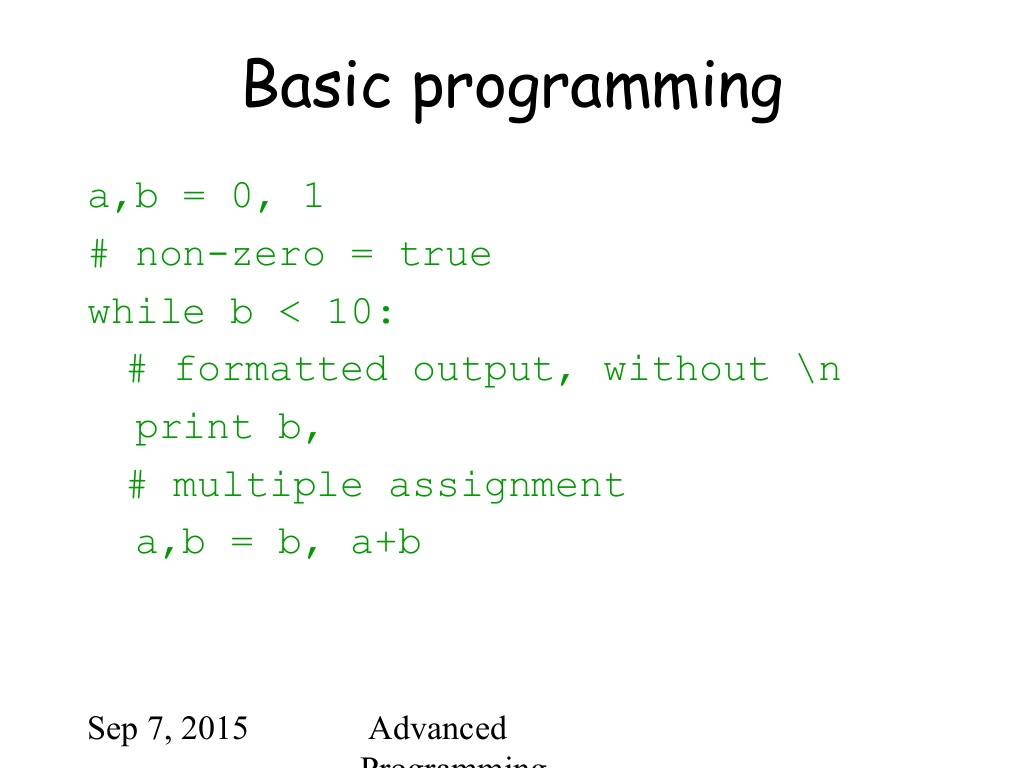 Basic programming
a,b = 0, 1
# non-zero = true
while b < 10:
# formatted output, without \n
print b,
# multiple assignment
a,b = b, a+b
Sep 7, 2015
Advanced
Programming